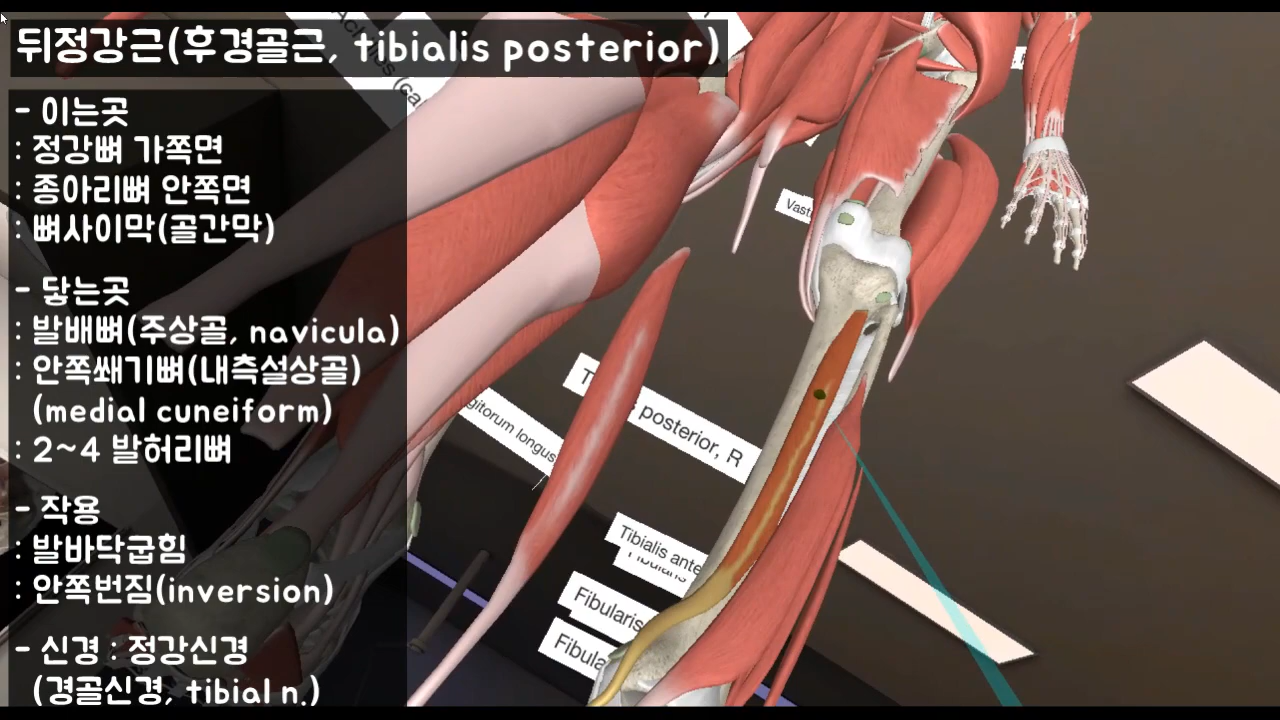 뒤정강근(후경골근, tibialis posterior)
- 이는곳
: 정강뼈 가쪽면
: 종아리뼈 안쪽면
: 뼈사이막(골간막)
- 닿는곳
: 발배뼈(주상골, navicula)
: 안쪽쐐기뼈(내측설상골)
(medial cuneiform)
: 2~4 발허리뼈
- 작용
: 발바닥굽힘
: 안쪽번짐(inversion)
- 신경 : 정강신경
(경골신경, tibial n.)
Vast
posterior, R
gitorum longus
Tibialis ante
Fibularis
Fibula